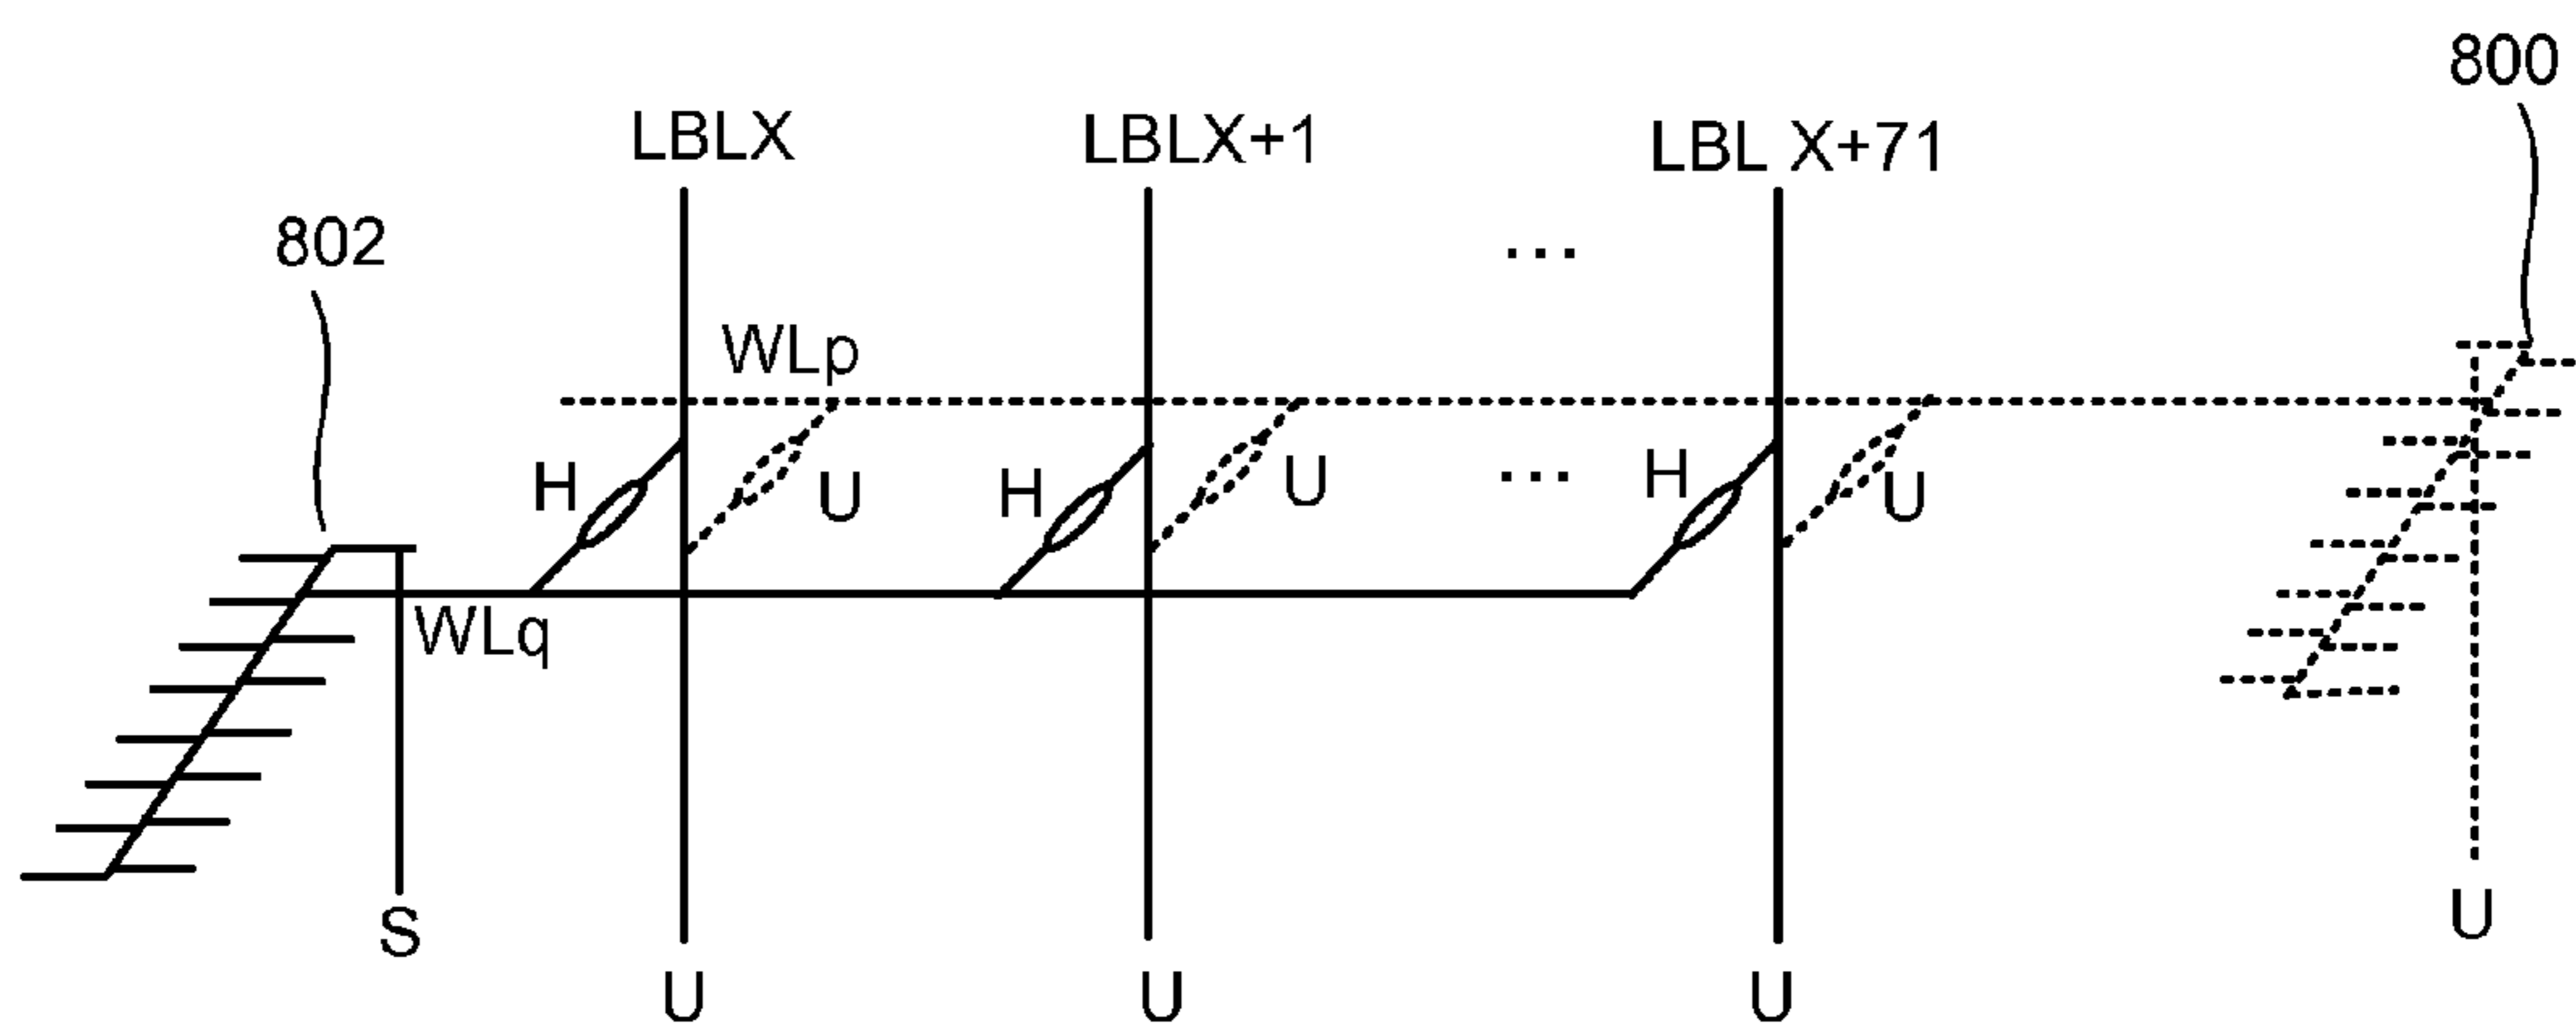 800
LBLX LBLX+1 LBL X+71
802
...
WLp
H U H U ... H U
WLq
S U
U U U